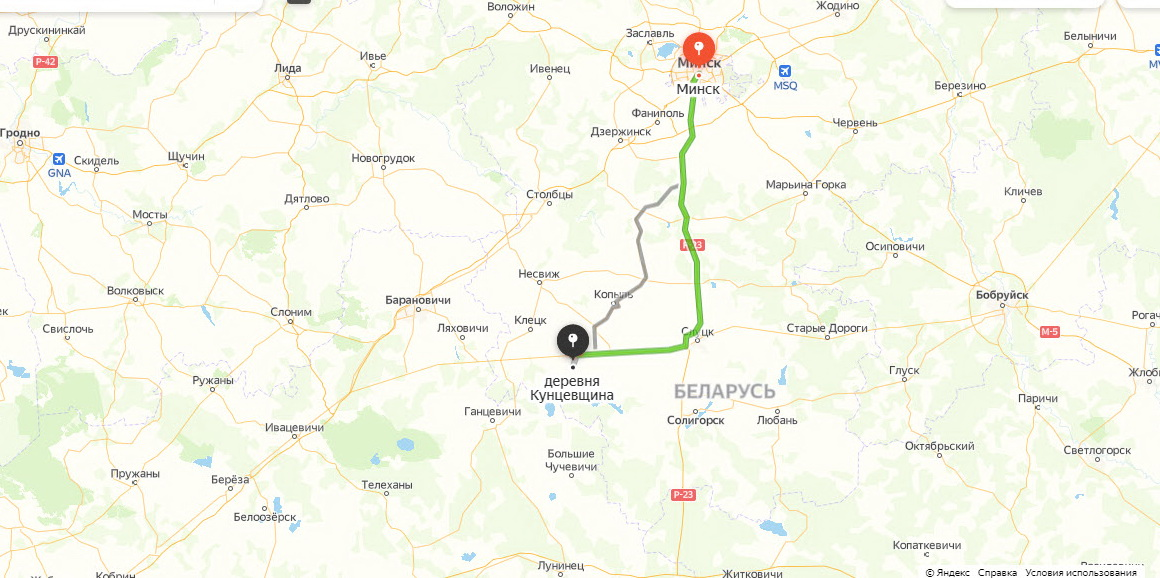 Воложин
Жодино
Друскининкай
Р-42
Заславль
Белыничи
Ивье
Лида
Ивенец
Минск
Минск
MSQ
Березино
Фаниполь
Дзержинск
Червень
Гродно
GNA
Скидель
Щучин
Новогрудок
Столбцы
Марьина Горка
Кличев
Дятлово
Мосты
Осиповичи
Несвиж
Волковыск
Барановичи
Копыль
Бобруйск
Слоним
Клецк
Ляховичи
Слуцк
Старые Дороги
М-5
Свислочь
деревня
Кунцевщина
БЕЛАРУСЬ
Глуск
Ружаны
Ганцевичи
Солигорск
Любань
Паричи
Ивацевичи
Октябрьский
Светлогорск
Большие
Чучевичи
Пружаны
Берёза
Телеханы
Р-23
Белоозёрск
Копаткевичи
Кобрин
Лунинец
Житковичи
© Яндекс Справка Условия использования